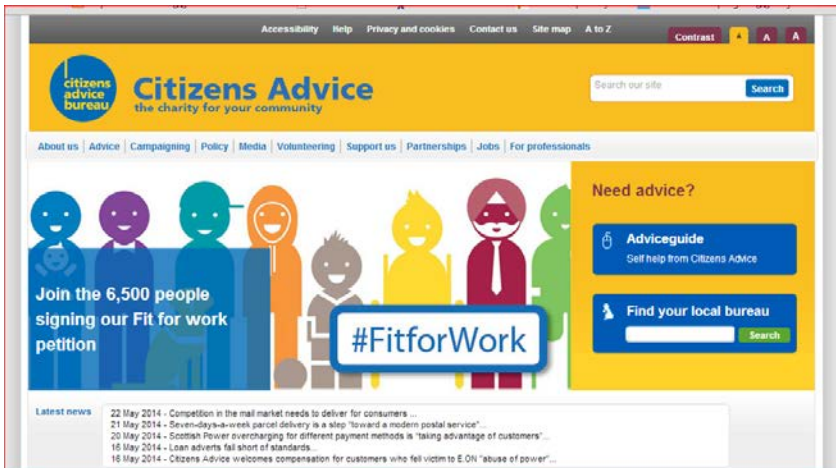 Accessibility Help Privacy and cookies Contact us Site map A to Z Contrast A A A
citizens
advice
bureau
Citizens Advice
the charity for your community
Search our site Search
About us Advice Campaigning Policy Media Volunteering Support us Partnerships Jobs For professionals
Join the 6,500 people
signing our Fit for work
petition
#FitforWork
Need advice?
Adviceguide
Self help from Citizens Advice
Find your local bureau
Search
Latest news
22 May 2014 - Competition in the mail market needs to deliver for consumers ...
21 May 2014 - Seven-days-a-week parcel delivery is a step "toward a modern postal service"...
20 May 2014 - Scottish Power overcharging for different payment methods is "taking advantage of customers"...
16 May 2014 - Loan adverts fall short of standards...
16 May 2014 - Citizens Advice welcomes compensation for customers who fell victim to E.ON "abuse of power"...